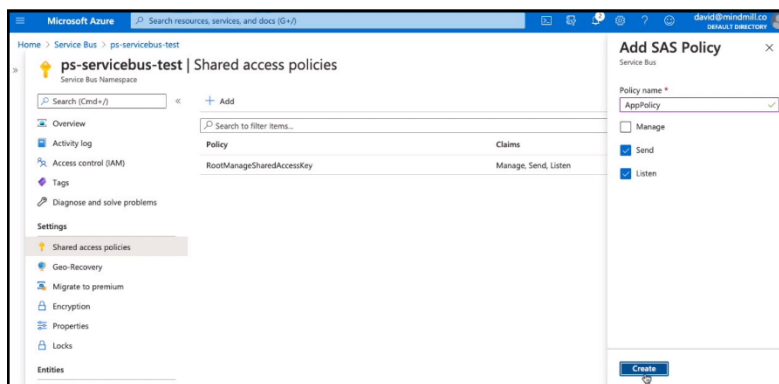 Microsoft Azure
Search resources, services, and docs (G+/)
david@mindmill.co
DEFAULT DIRECTORY
Home > Service Bus > ps-servicebus-test
ps-servicebus-test | Shared access policies
Service Bus Namespace
Search (Cmd+/)
Overview
Activity log
Access control (IAM)
Tags
Diagnose and solve problems
Settings
Shared access policies
Geo-Recovery
Migrate to premium
Encryption
Properties
Locks
Entities
+ Add
Search to filter items...
Policy Claims
RootManageSharedAccessKey Manage, Send, Listen
Add SAS Policy
Service Bus
Policy name *
AppPolicy
Manage
Send
Listen
Create